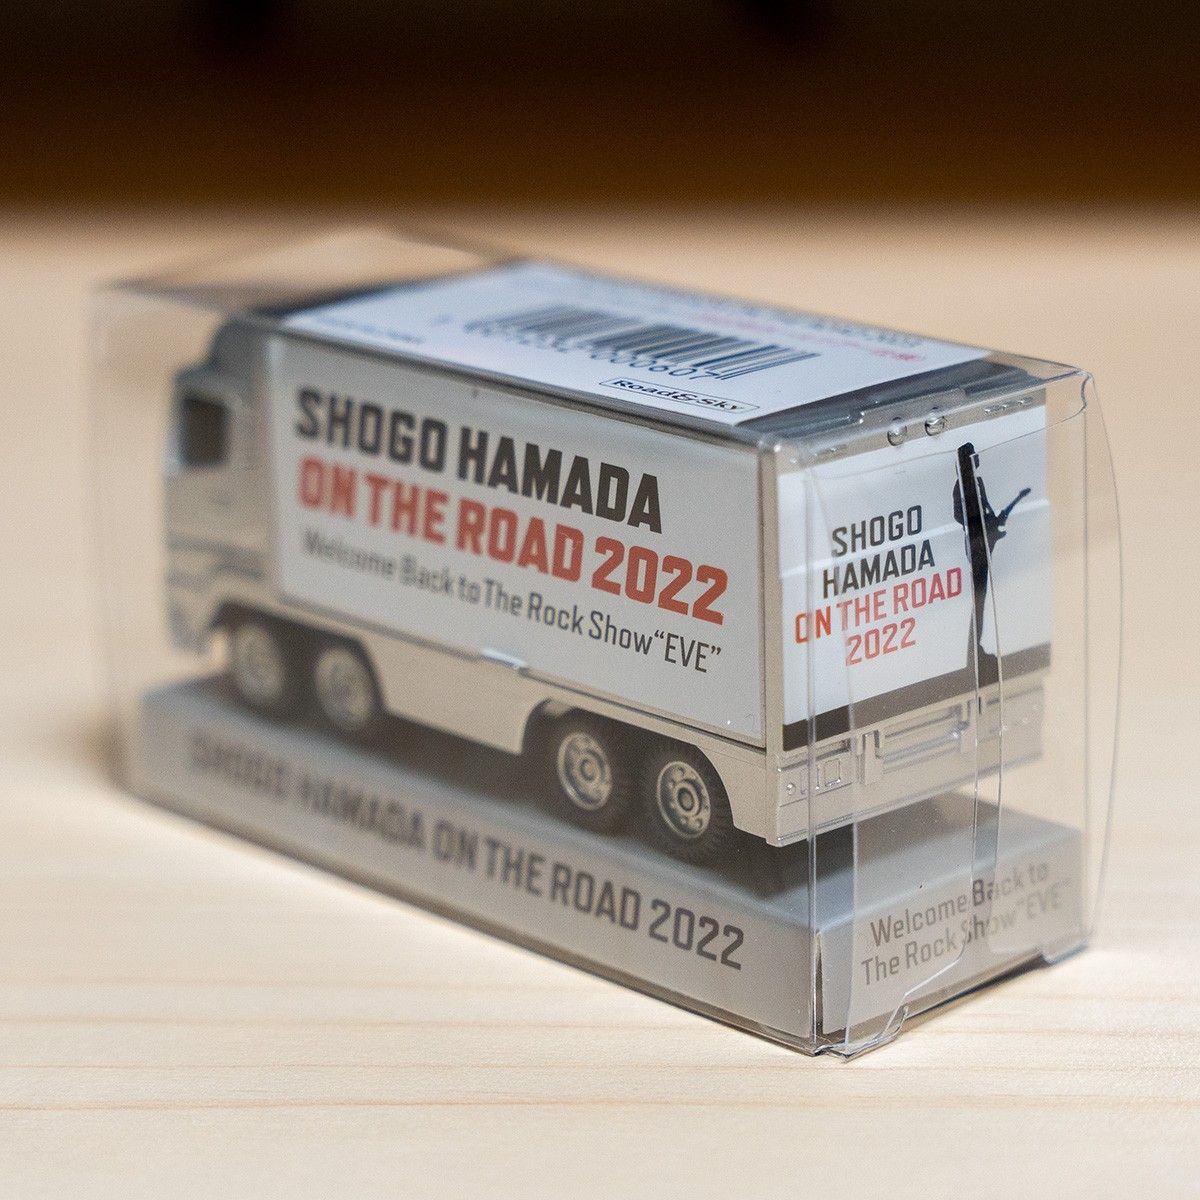 Road&Sky
SHOGO HAMADA
ON THE ROAD 2022
Welcome Back to The Rock Show "EVE"
SHOGO
HAMADA
ON THE ROAD
2022
SHOGO HAMADA ON THE ROAD 2022
Welcome Back to
The Rock Show "EVE"